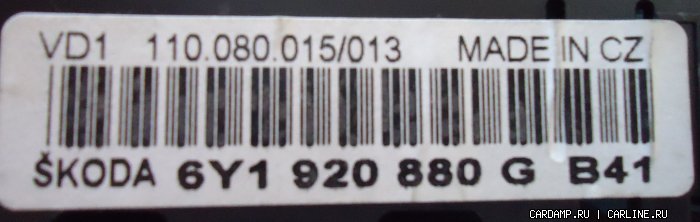 VD1 110.080.015/013 MADE IN CZ
ŠKODA 6Y1 920 880 G B41
CARDAMP.RU | CARLINE.RU